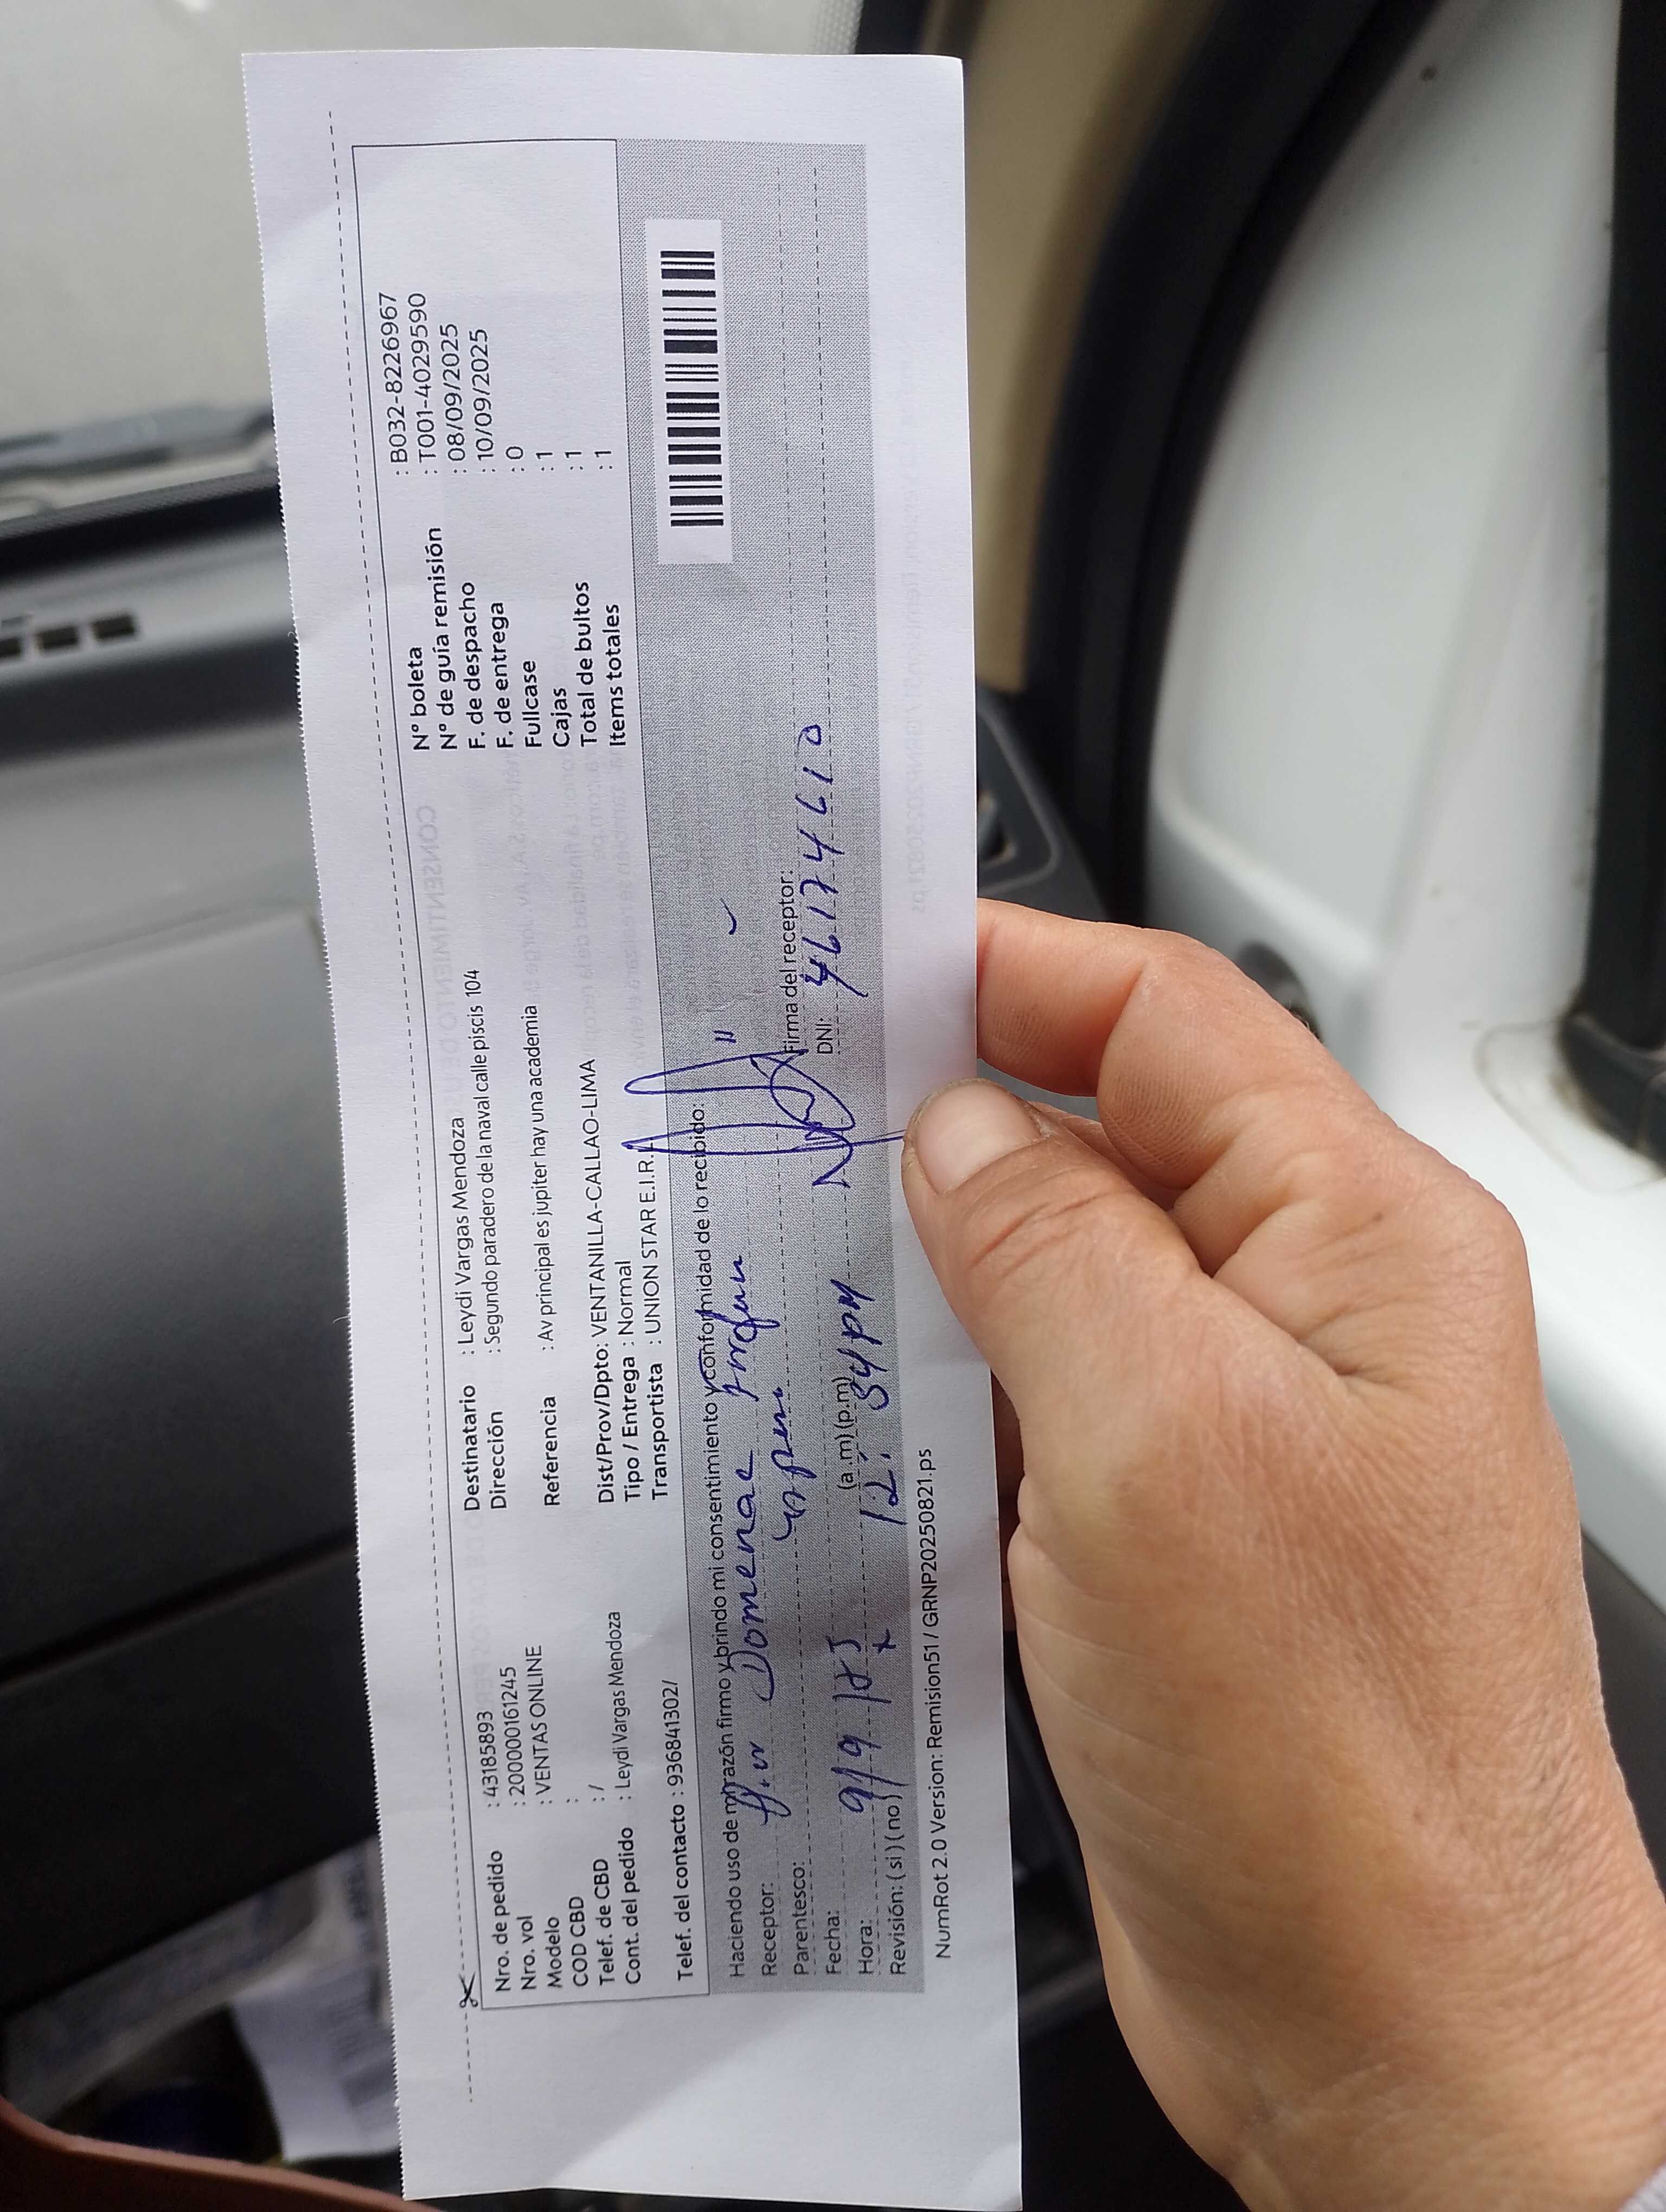 Nro. de pedido : 43185893
Nro. vol : 200000161245
Modelo : VENTAS ONLINE
COD CBD :
Telef. de CBD : /
Cont. del pedido : Leydi Vargas Mendoza
Telef. del contacto : 936841302/
Destinatario : Leydi Vargas Mendoza
Dirección : Segundo paradero de la naval calle piscis 104
Referencia : Av principal es jupiter hay una academia
Dist/Prov/Dpto: VENTANILLA-CALLAO-LIMA
Tipo / Entrega : Normal
Transportista : UNION STAR E.I.R.
N° boleta : B032-8226967
N° de guía remisión : T001-4029590
F. de despacho : 08/09/2025
F. de entrega : 10/09/2025
Fullcase : 0
Cajas : 1
Total de bultos : 1
Items totales : 1
Haciendo uso de mi razón firmo y brindo mi consentimiento y conformidad de lo recibido:
Receptor:
Parentesco:
Fecha: 9/9
Hora: (a .m) (p.m) 12: 34 pm
Revisión: ( si ) ( no )
Firma del receptor:
DNI: 46174610
NumRot 2.0 Version: Remision51 / GRNP20250821.ps